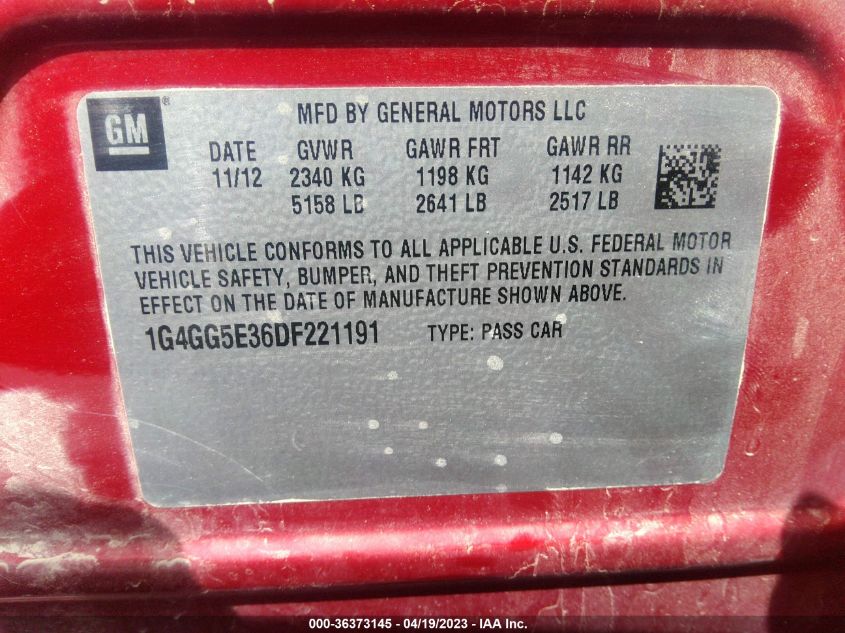 GM ®
MFD BY GENERAL MOTORS LLC
DATE GVWR GAWR FRT GAWR RR
11/12 2340 KG 1198 KG 1142 KG
5158 LB 2641 LB 2517 LB
THIS VEHICLE CONFORMS TO ALL APPLICABLE U.S. FEDERAL MOTOR
VEHICLE SAFETY, BUMPER, AND THEFT PREVENTION STANDARDS IN
EFFECT ON THE DATE OF MANUFACTURE SHOWN ABOVE.
1G4GG5E36DF221191 TYPE: PASS CAR
000-36373145 - 04/19/2023 - IAA Inc.